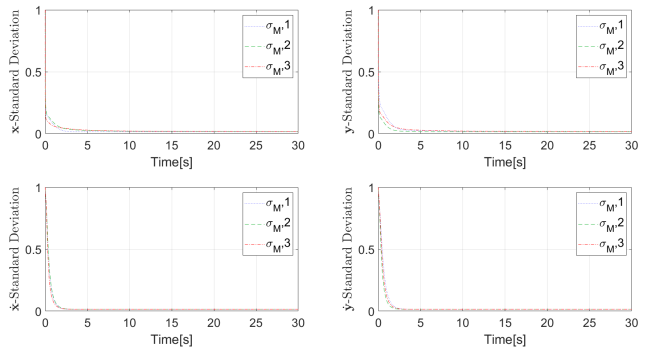 x-Standard Deviation
1
0.5
0
0 5 10 15 20 25 30
Time[s]
σM,1
σM,2
σM,3
y-Standard Deviation
1
0.5
0
0 5 10 15 20 25 30
Time[s]
σM,1
σM,2
σM,3
ẋ-Standard Deviation
1
0.5
0
0 5 10 15 20 25 30
Time[s]
σM,1
σM,2
σM,3
ẏ-Standard Deviation
1
0.5
0
0 5 10 15 20 25 30
Time[s]
σM,1
σM,2
σM,3